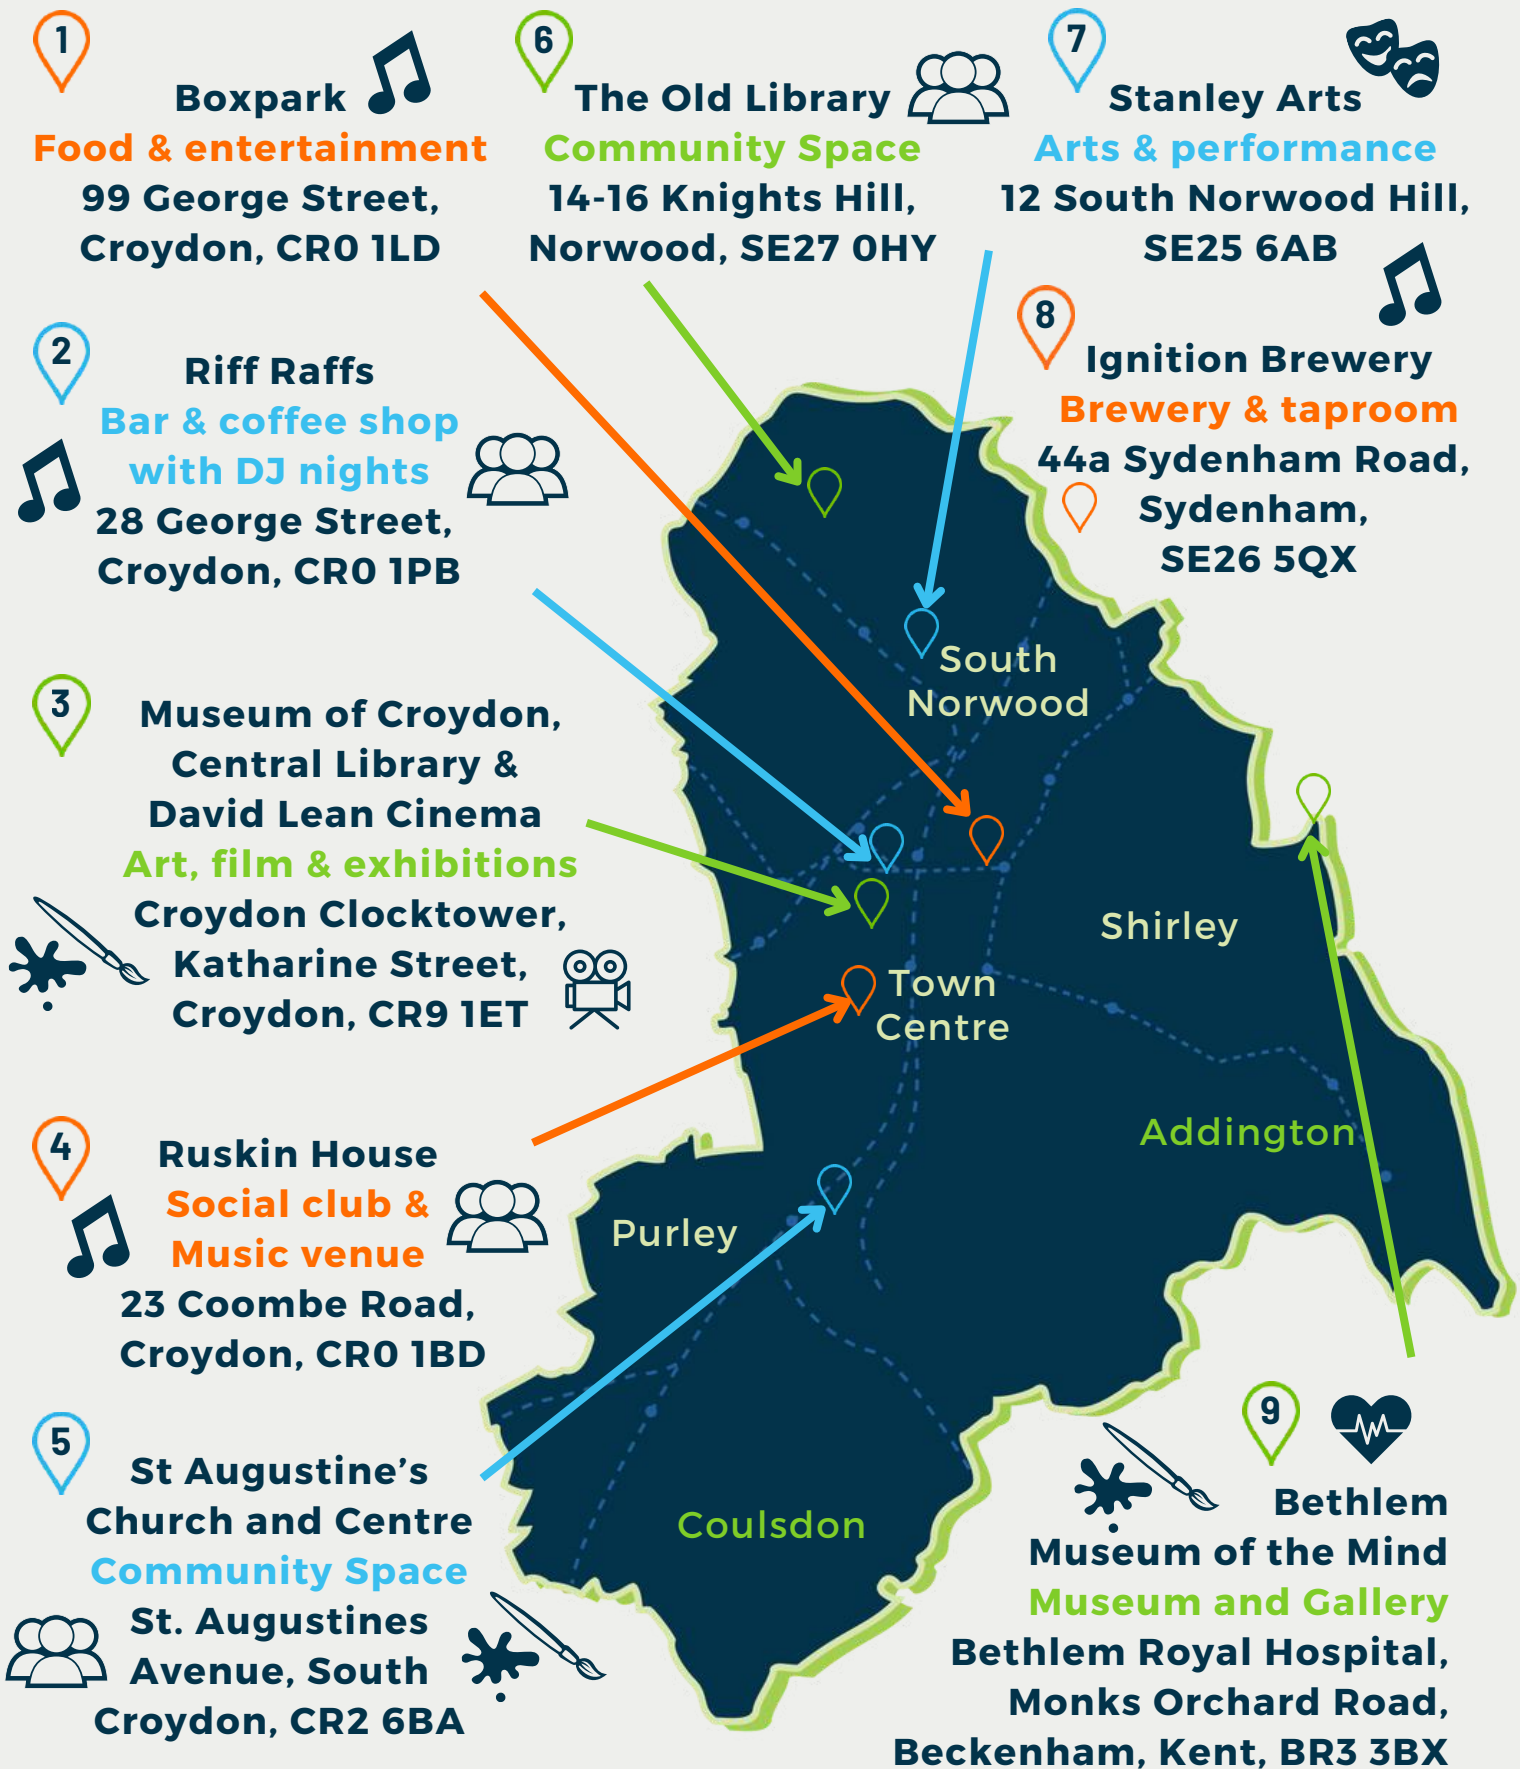 1
Boxpark
Food & entertainment
99 George Street,
Croydon, CR0 1LD
2
Riff Raffs
Bar & coffee shop
with DJ nights
28 George Street,
Croydon, CR0 1PB
3
Museum of Croydon,
Central Library &
David Lean Cinema
Art, film & exhibitions
Croydon Clocktower,
Katharine Street,
Croydon, CR9 1ET
4
Ruskin House
Social club &
Music venue
23 Coombe Road,
Croydon, CR0 1BD
5
St Augustine’s
Church and Centre
Community Space
St. Augustines
Avenue, South
Croydon, CR2 6BA
6
The Old Library
Community Space
14-16 Knights Hill,
Norwood, SE27 0HY
7
Stanley Arts
Arts & performance
12 South Norwood Hill,
SE25 6AB
8
Ignition Brewery
Brewery & taproom
44a Sydenham Road,
Sydenham,
SE26 5QX
South
Norwood
Shirley
Town
Centre
Addington
Purley
Coulsdon
9
Bethlem
Museum of the Mind
Museum and Gallery
Bethlem Royal Hospital,
Monks Orchard Road,
Beckenham, Kent, BR3 3BX